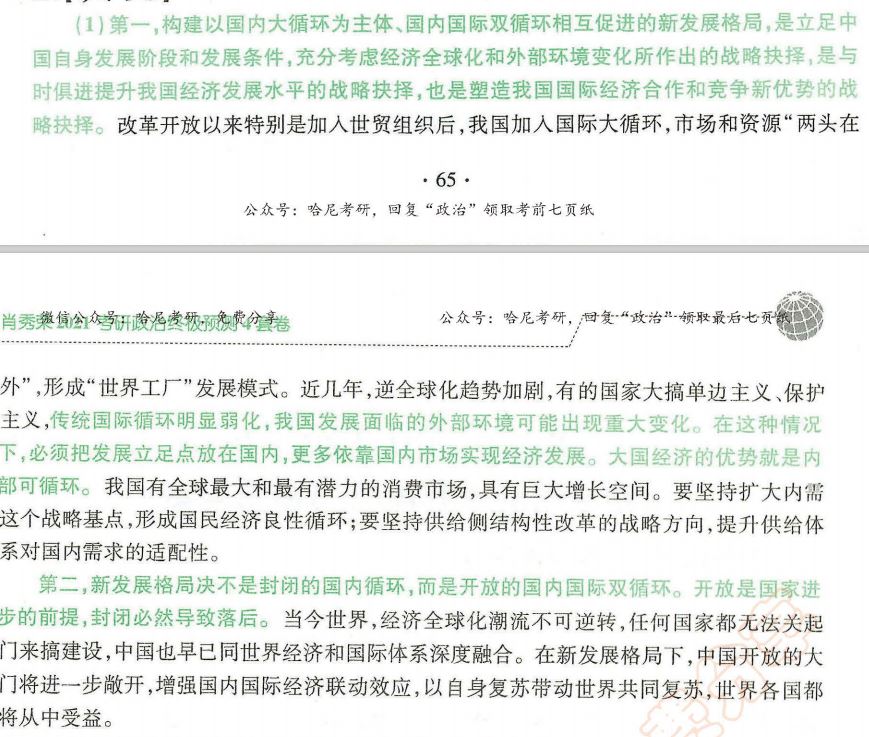 (1)第一,构建以国内大循环为主体、国内国际双循环相互促进的新发展格局,是立足中
国自身发展阶段和发展条件,充分考虑经济全球化和外部环境变化所作出的战略抉择,是与
时俱进提升我国经济发展水平的战略抉择,也是塑造我国国际经济合作和竞争新优势的战
略抉择。改革开放以来特别是加入世贸组织后,我国加入国际大循环,市场和资源“两头在
·65·
公众号:哈尼考研,回复“政治”领取考前七页纸
肖秀荣2021考研政治终极预测4套卷
微信公众号:哈尼考研,免费分享
公众号:哈尼考研,回复“政治”领取最后七页纸
外”,形成“世界工厂”发展模式。近几年,逆全球化趋势加剧,有的国家大搞单边主义、保护
主义,传统国际循环明显弱化,我国发展面临的外部环境可能出现重大变化。在这种情况
下,必须把发展立足点放在国内,更多依靠国内市场实现经济发展。大国经济的优势就是内
部可循环。我国有全球最大和最有潜力的消费市场,具有巨大增长空间。要坚持扩大内需
这个战略基点,形成国民经济良性循环;要坚持供给侧结构性改革的战略方向,提升供给体
系对国内需求的适配性。
第二,新发展格局决不是封闭的国内循环,而是开放的国内国际双循环。开放是国家进
步的前提,封闭必然导致落后。当今世界,经济全球化潮流不可逆转,任何国家都无法关起
门来搞建设,中国也早已同世界经济和国际体系深度融合。在新发展格局下,中国开放的大
门将进一步敞开,增强国内国际经济联动效应,以自身复苏带动世界共同复苏,世界各国都
将从中受益。